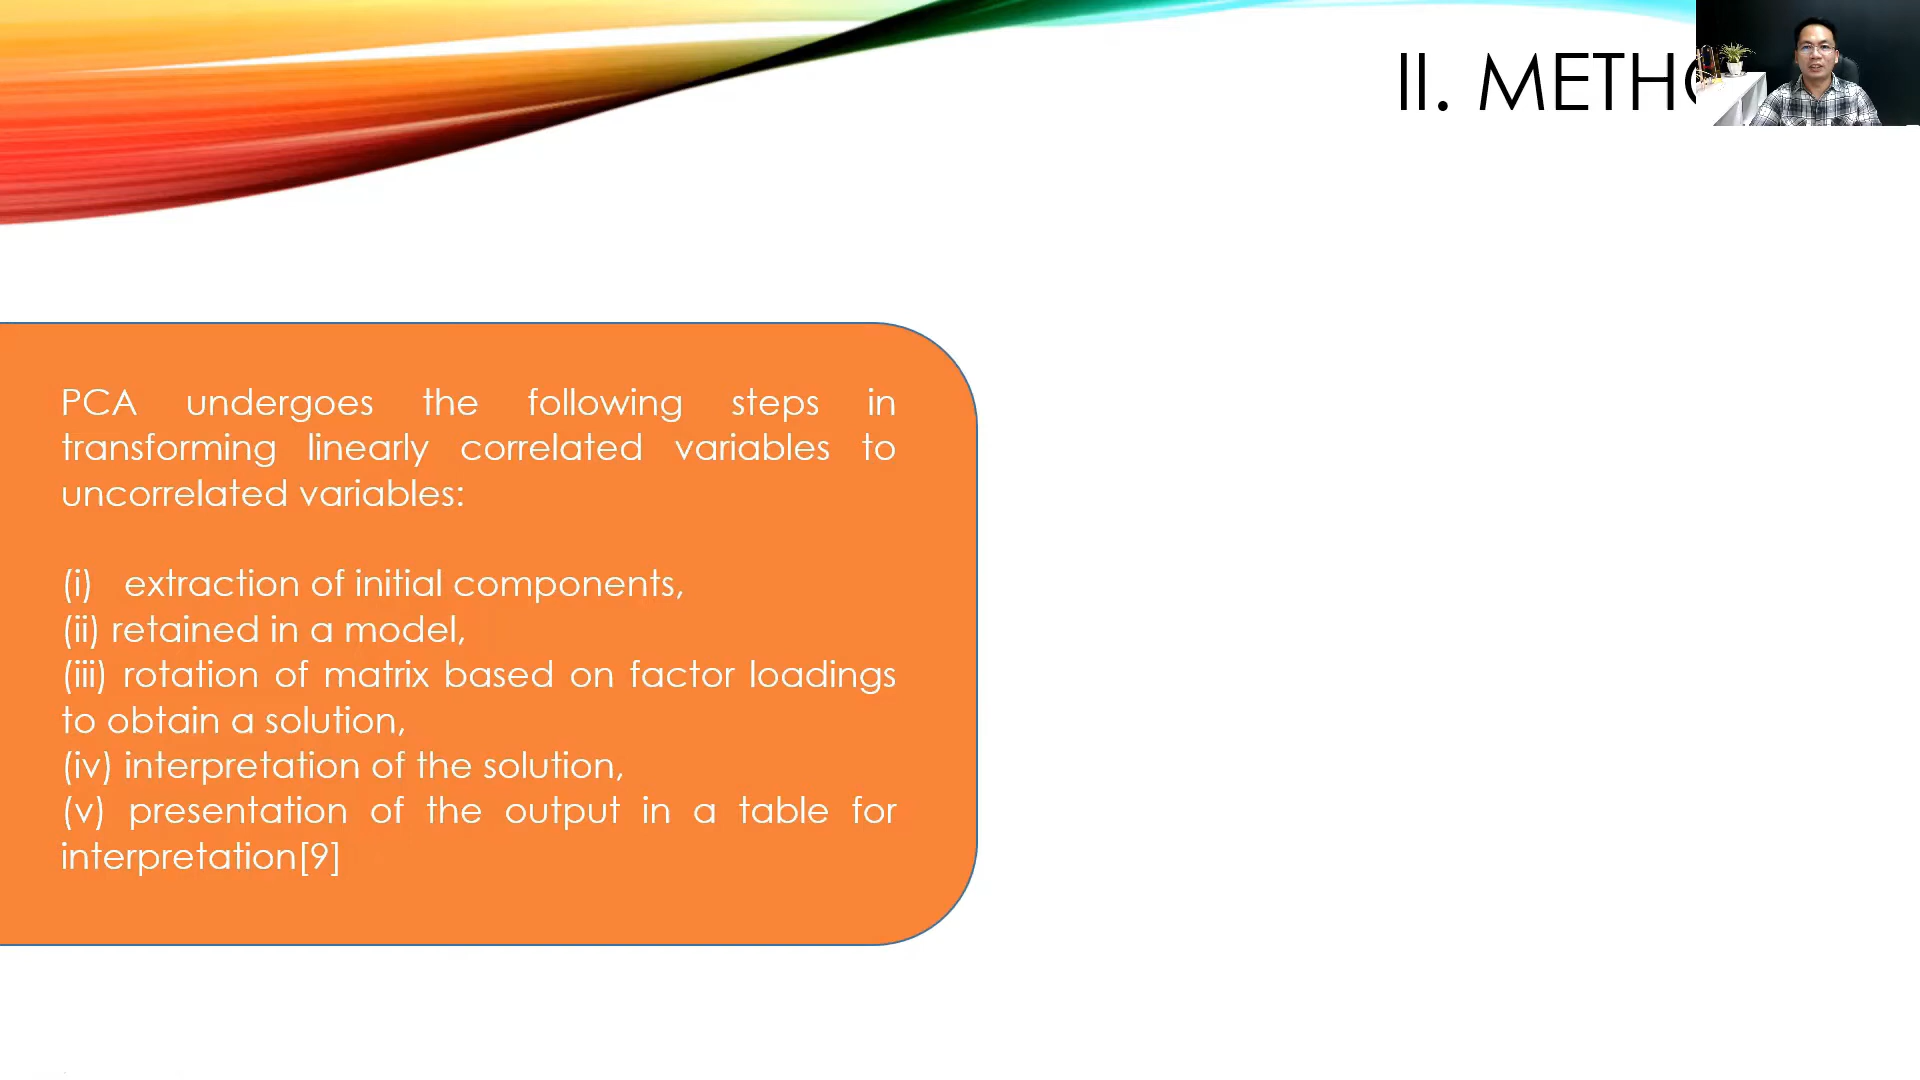 II. METH
PCA undergoes the following steps in
transforming linearly correlated variables to
uncorrelated variables:
(i) extraction of initial components,
(ii) retained in a model,
(iii) rotation of matrix based on factor loadings
to obtain a solution,
(iv) interpretation of the solution,
(v) presentation of the output in a table for
interpretation[9]